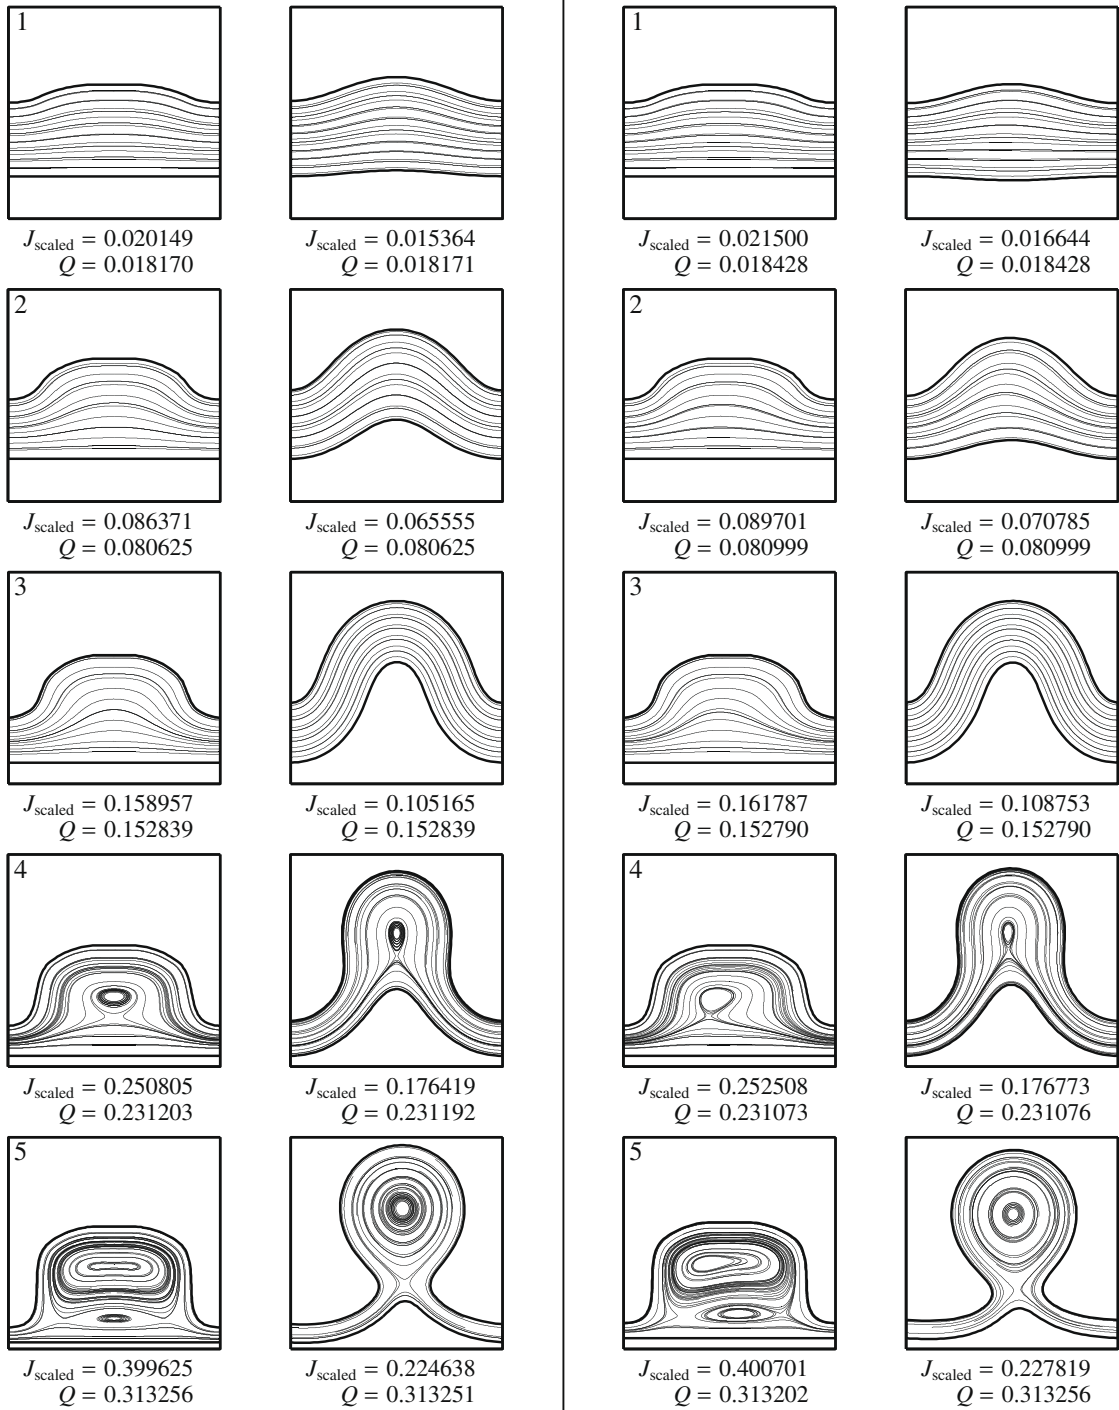 1
J_scaled = 0.020149
Q = 0.018170
J_scaled = 0.015364
Q = 0.018171
1
J_scaled = 0.021500
Q = 0.018428
J_scaled = 0.016644
Q = 0.018428
2
J_scaled = 0.086371
Q = 0.080625
J_scaled = 0.065555
Q = 0.080625
2
J_scaled = 0.089701
Q = 0.080999
J_scaled = 0.070785
Q = 0.080999
3
J_scaled = 0.158957
Q = 0.152839
J_scaled = 0.105165
Q = 0.152839
3
J_scaled = 0.161787
Q = 0.152790
J_scaled = 0.108753
Q = 0.152790
4
J_scaled = 0.250805
Q = 0.231203
J_scaled = 0.176419
Q = 0.231192
4
J_scaled = 0.252508
Q = 0.231073
J_scaled = 0.176773
Q = 0.231076
5
J_scaled = 0.399625
Q = 0.313256
J_scaled = 0.224638
Q = 0.313251
5
J_scaled = 0.400701
Q = 0.313202
J_scaled = 0.227819
Q = 0.313256